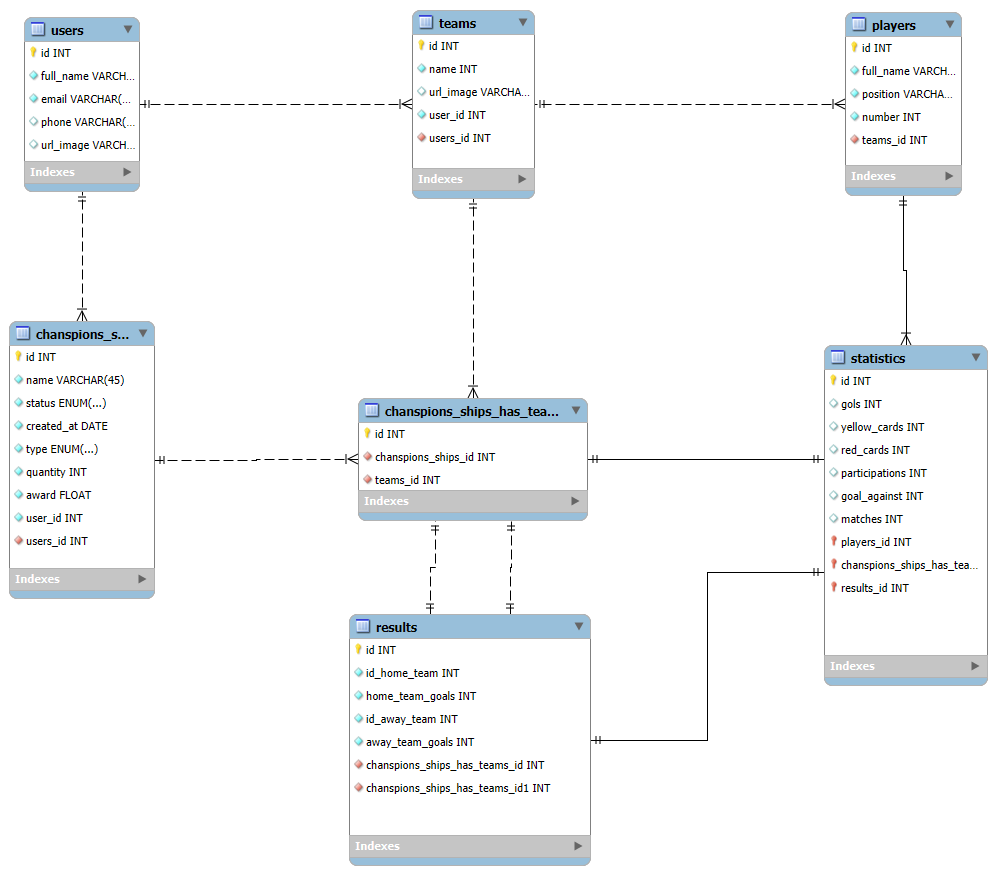 users
id INT
full_name VARCH...
email VARCHAR(...
phone VARCHAR(...
url_image VARCH...
Indexes
teams
id INT
name INT
url_image VARCHA...
user_id INT
users_id INT
Indexes
players
id INT
full_name VARCH...
position VARCHA...
number INT
teams_id INT
Indexes
chanspions_s...
id INT
name VARCHAR(45)
status ENUM(...)
created_at DATE
type ENUM(...)
quantity INT
award FLOAT
user_id INT
users_id INT
Indexes
chanspions_ships_has_tea...
id INT
chanspions_ships_id INT
teams_id INT
Indexes
statistics
id INT
gols INT
yellow_cards INT
red_cards INT
participations INT
goal_against INT
matches INT
players_id INT
chanspions_ships_has_tea...
results_id INT
Indexes
results
id INT
id_home_team INT
home_team_goals INT
id_away_team INT
away_team_goals INT
chanspions_ships_has_teams_id INT
chanspions_ships_has_teams_id1 INT
Indexes